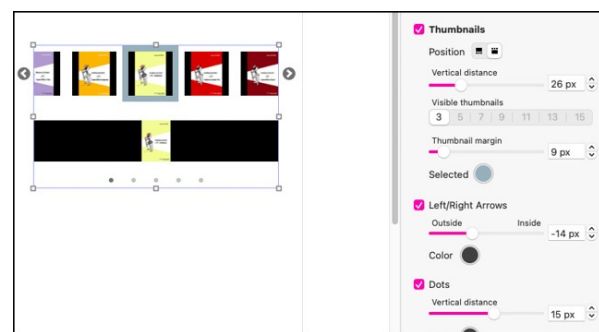 Thumbnails
Position
Vertical distance
26 px
Visible thumbnails
3 5 7 9 11 13 15
Thumbnail margin
9 px
Selected
Left/Right Arrows
Outside Inside
-14 px
Color
Dots
Vertical distance
15 px